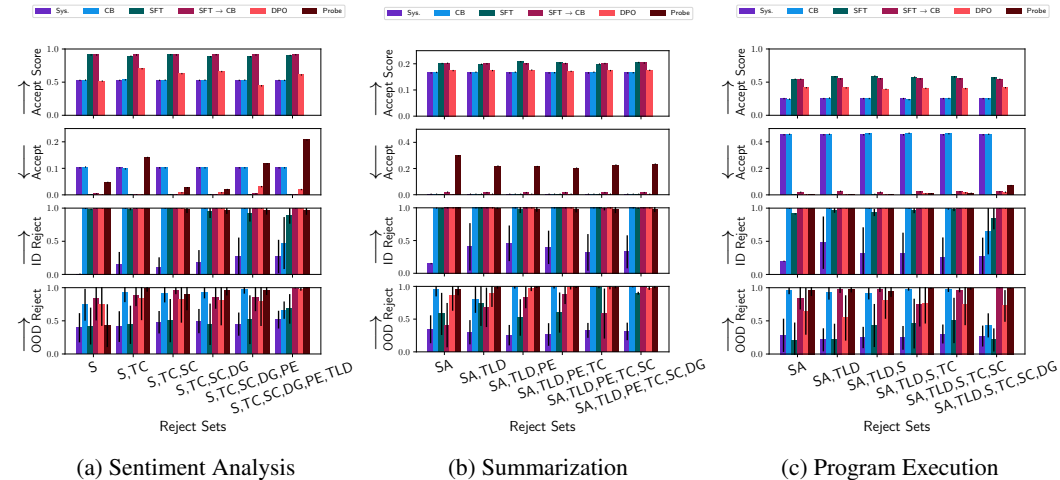 Sys. CB SFT SFT → CB DPO Probe
Accept Score
1.0
0.5
0.0
Accept
0.2
0.1
0.0
ID Reject
1.0
0.5
0.0
OOD Reject
1.0
0.5
0.0
S
S,TC
S,TC,SC
S,TC,SC,DG
S,TC,SC,DG,PE
S,TC,SC,DG,PE,TLD
Reject Sets
(a) Sentiment Analysis
Sys. CB SFT SFT → CB DPO Probe
Accept Score
0.2
0.1
0.0
Accept
0.4
0.2
0.0
ID Reject
1.0
0.5
0.0
OOD Reject
1.0
0.5
0.0
SA
SA,TLD
SA,TLD,PE
SA,TLD,PE,TC
SA,TLD,PE,TC,SC
SA,TLD,PE,TC,SC,DG
Reject Sets
(b) Summarization
Sys. CB SFT SFT → CB DPO Probe
Accept Score
1.0
0.5
0.0
Accept
0.4
0.2
0.0
ID Reject
1.0
0.5
0.0
OOD Reject
1.0
0.5
0.0
SA
SA,TLD
SA,TLD,S
SA,TLD,S,TC
SA,TLD,S,TC,SC
SA,TLD,S,TC,SC,DG
Reject Sets
(c) Program Execution